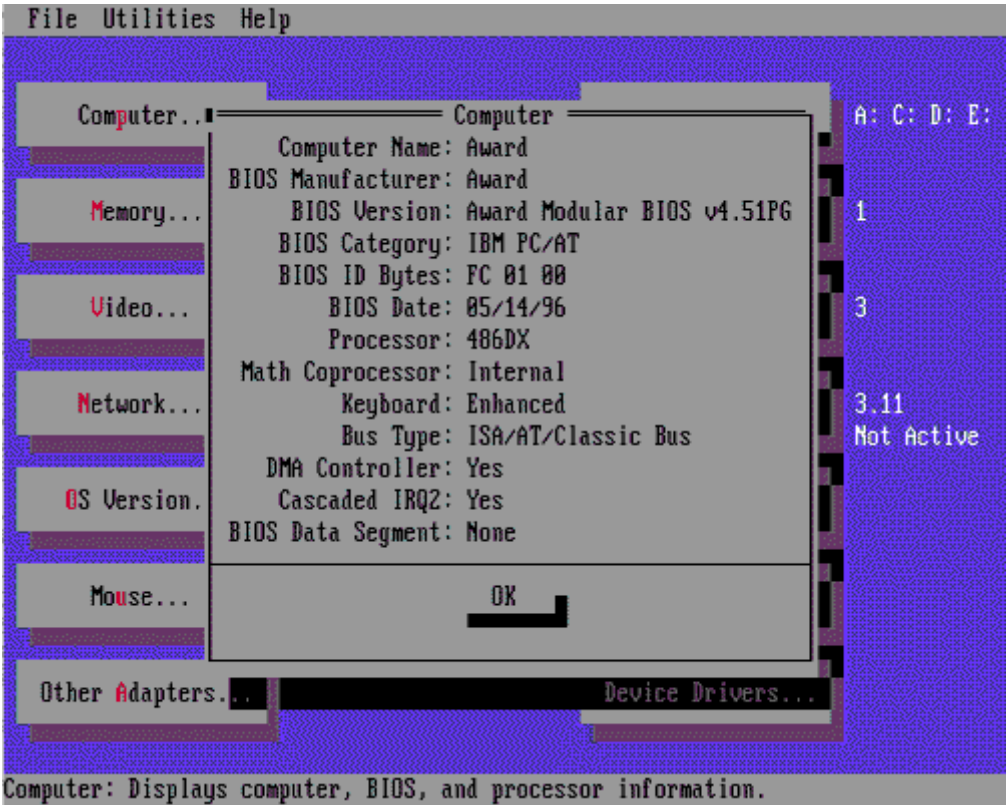 File Utilities Help
Computer...
Computer
A: C: D: E:
Computer Name: Award
BIOS Manufacturer: Award
Memory...
BIOS Version: Award Modular BIOS v4.51PG
1
BIOS Category: IBM PC/AT
BIOS ID Bytes: FC 01 00
Video...
BIOS Date: 05/14/96
3
Processor: 486DX
Math Coprocessor: Internal
Network...
Keyboard: Enhanced
3.11
Bus Type: ISA/AT/Classic Bus
Not Active
DMA Controller: Yes
OS Version.
Cascaded IRQ2: Yes
BIOS Data Segment: None
Mouse...
OK
Other Adapters...
Device Drivers...
Computer: Displays computer, BIOS, and processor information.